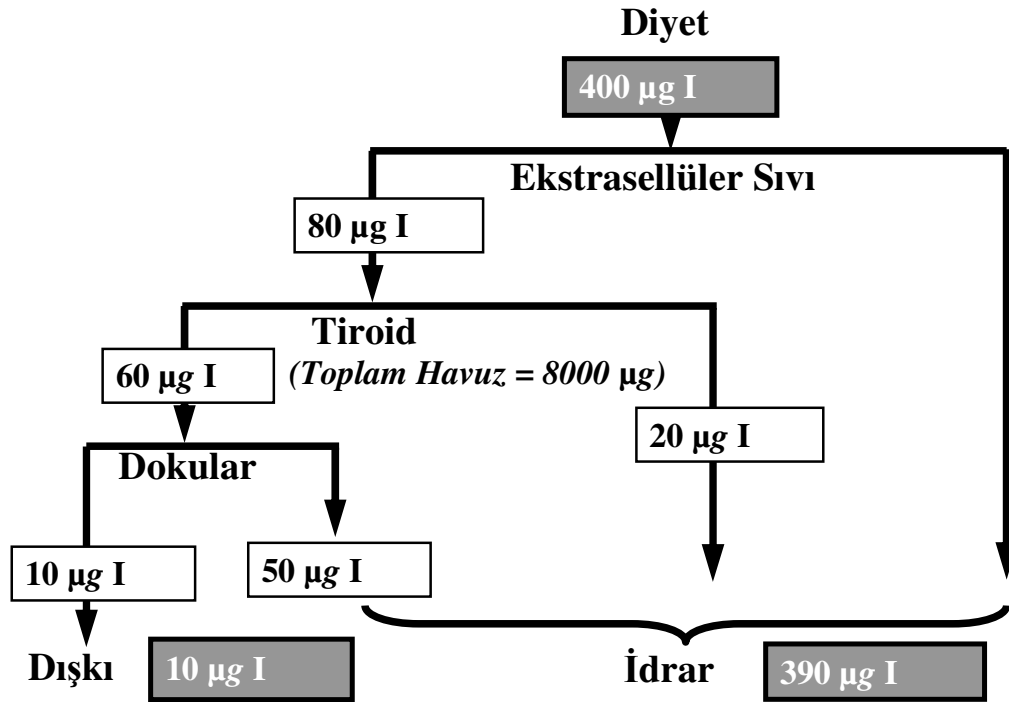 Diyet
400 µg I
Ekstrasellüler Sıvı
80 µg I
Tiroid
(Toplam Havuz = 8000 µg)
60 µg I
20 µg I
Dokular
10 µg I
50 µg I
Dışkı
10 µg I
İdrar
390 µg I